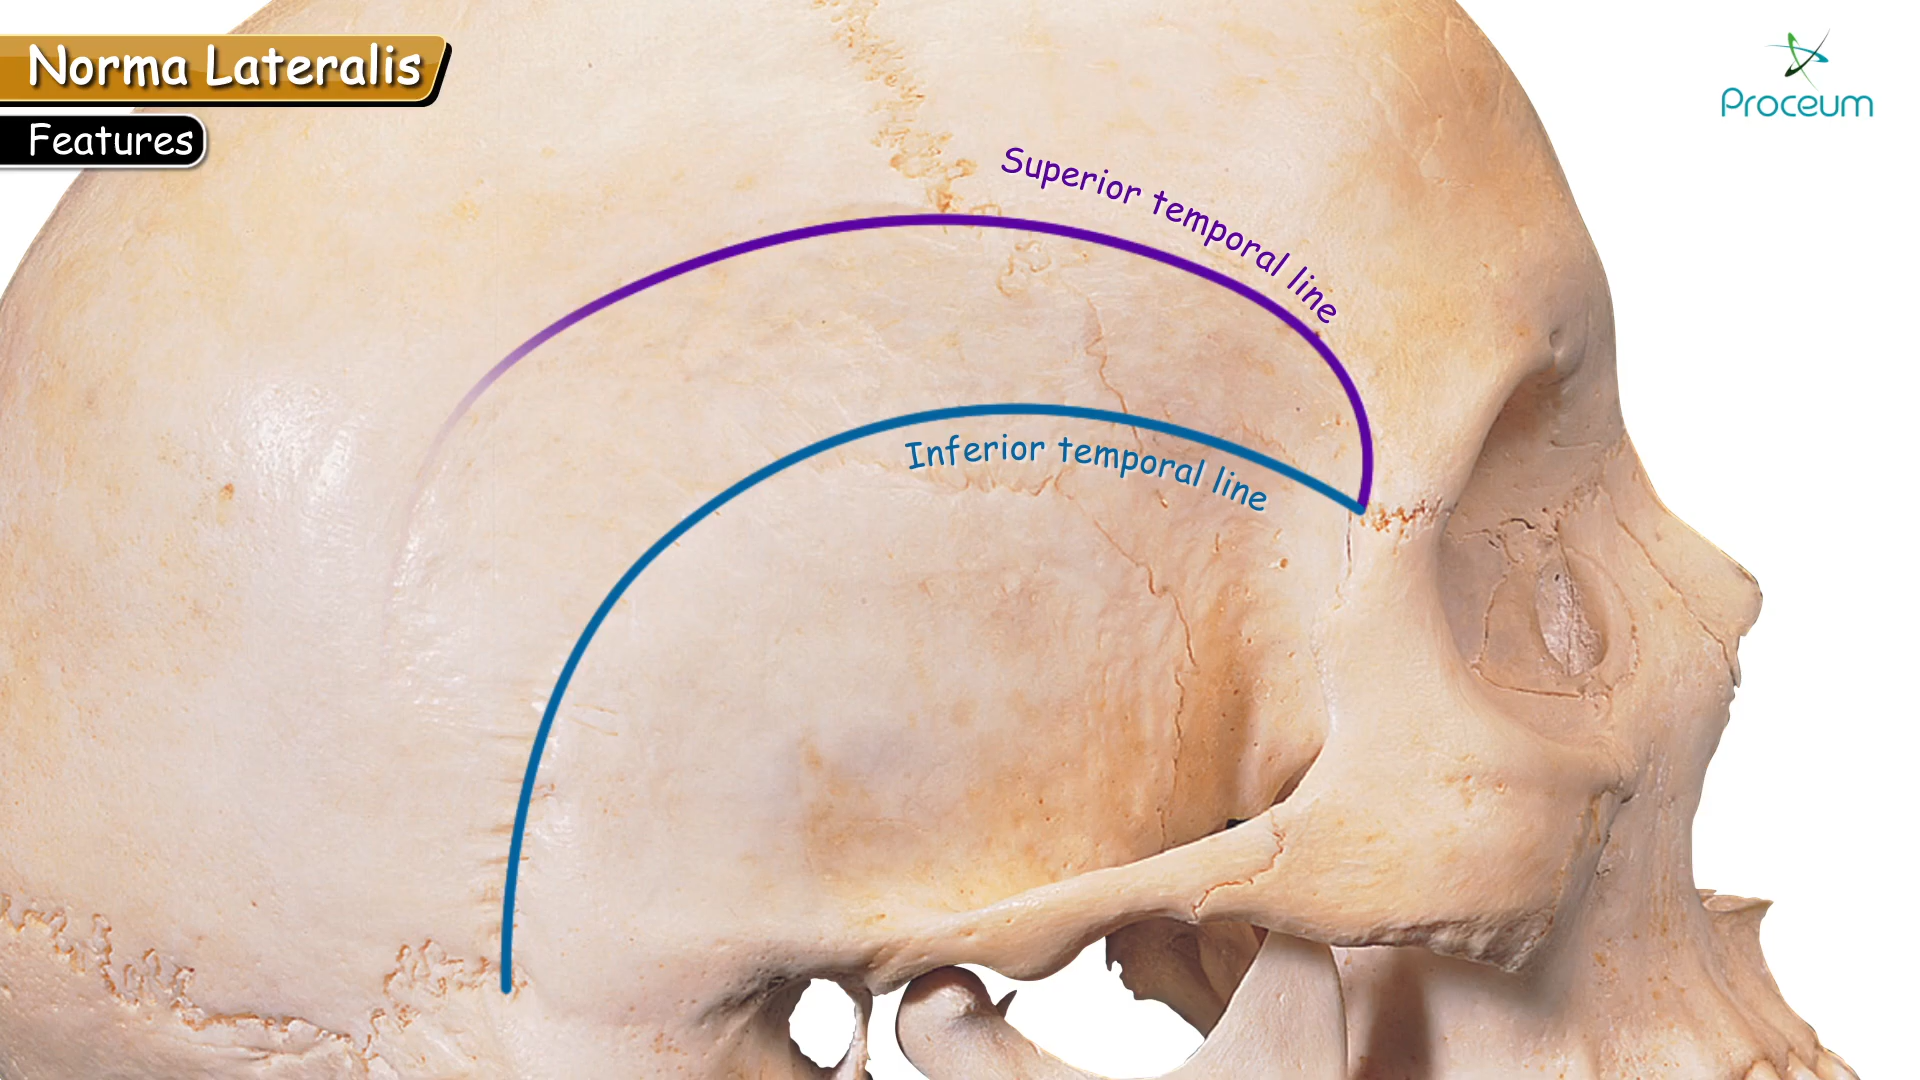 Norma Lateralis
Features
Proceum
Superior temporal line
Inferior temporal line